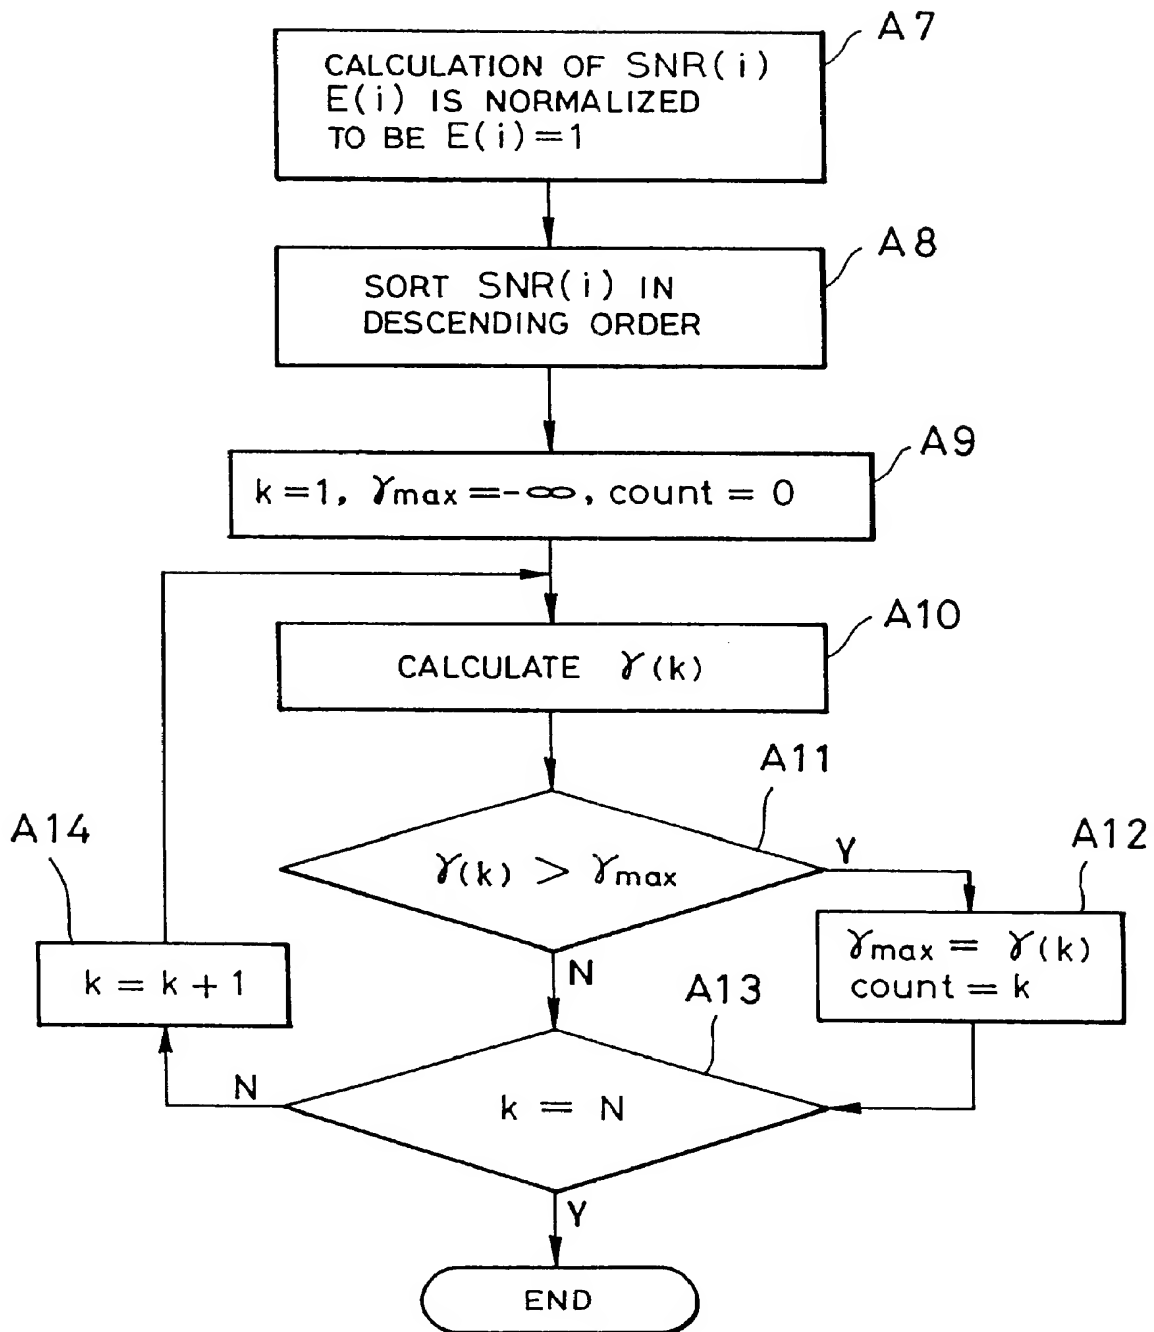 A7
CALCULATION OF SNR(i)
E(i) IS NORMALIZED
TO BE E(i)=1
A8
SORT SNR(i) IN
DESCENDING ORDER
A9
k=1, γmax=-∞, count = 0
A10
CALCULATE γ(k)
A11
γ(k) > γmax
Y
N
A12
γmax = γ(k)
count = k
A14
k = k + 1
A13
k = N
N
Y
END